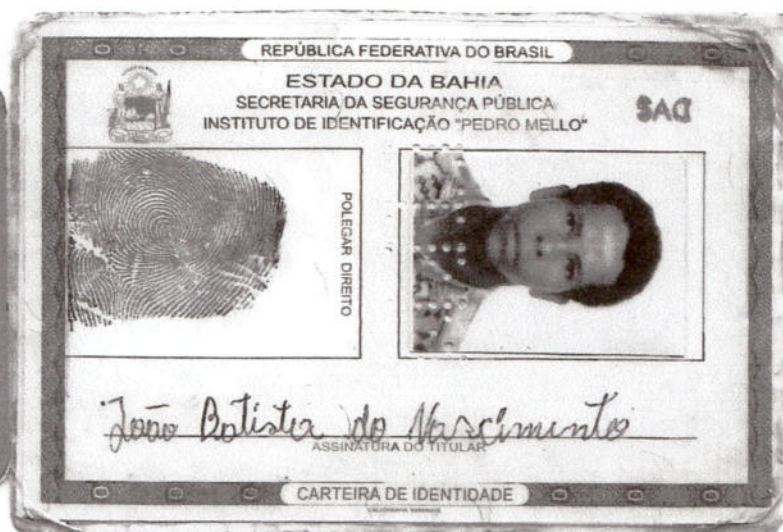 REPÚBLICA FEDERATIVA DO BRASIL
ESTADO DA BAHIA
SECRETARIA DA SEGURANÇA PÚBLICA
INSTITUTO DE IDENTIFICAÇÃO "PEDRO MELLO"
POLEGAR DIREITO
João Batista do Nascimento
ASSINATURA DO TITULAR
CARTEIRA DE IDENTIDADE